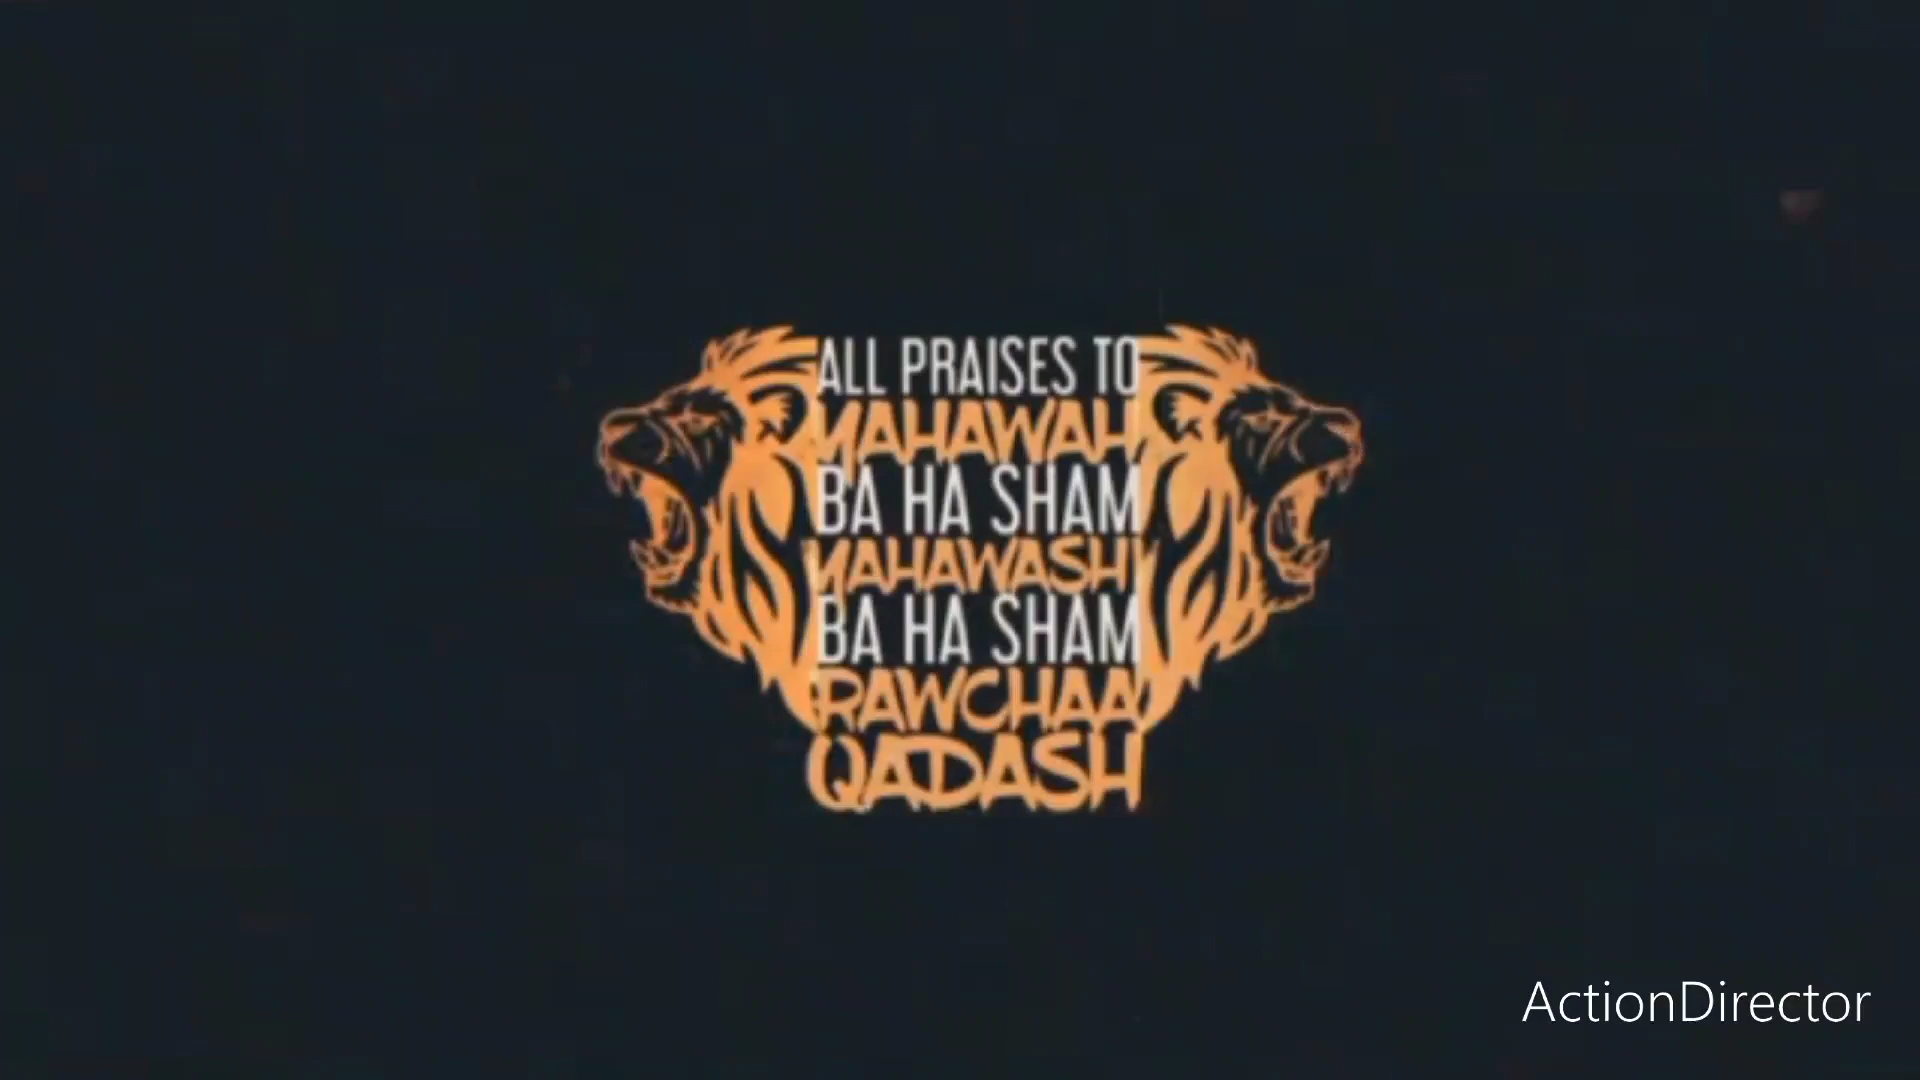 ALL PRAISES TO
YAHAWAH
BA HA SHAM
YAHAWASHI
BA HA SHAM
RAWCHAA
QADASH
ActionDirector